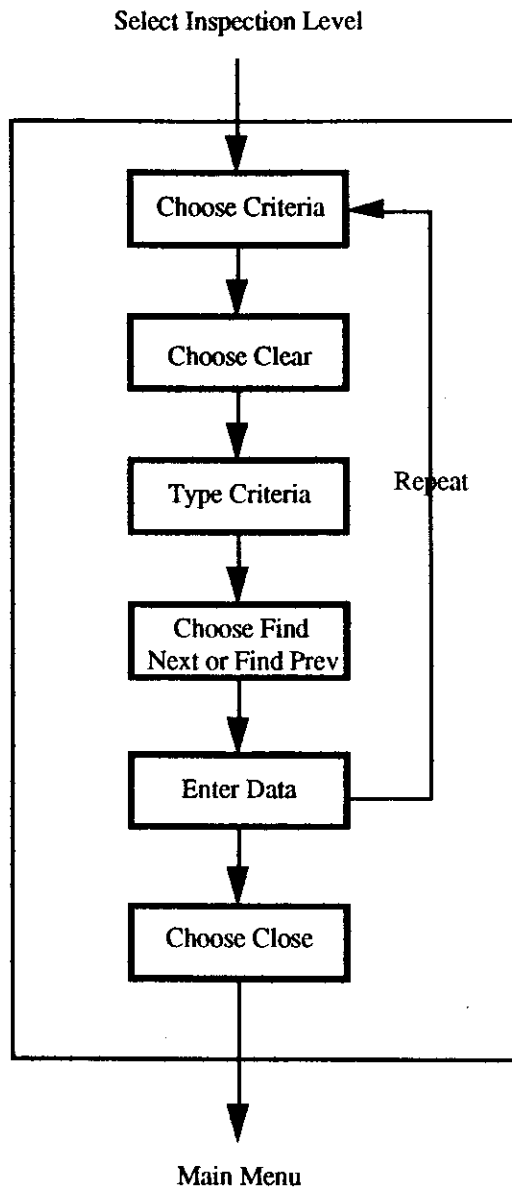 Select Inspection Level
Choose Criteria
Choose Clear
Type Criteria
Repeat
Choose Find
Next or Find Prev
Enter Data
Choose Close
Main Menu